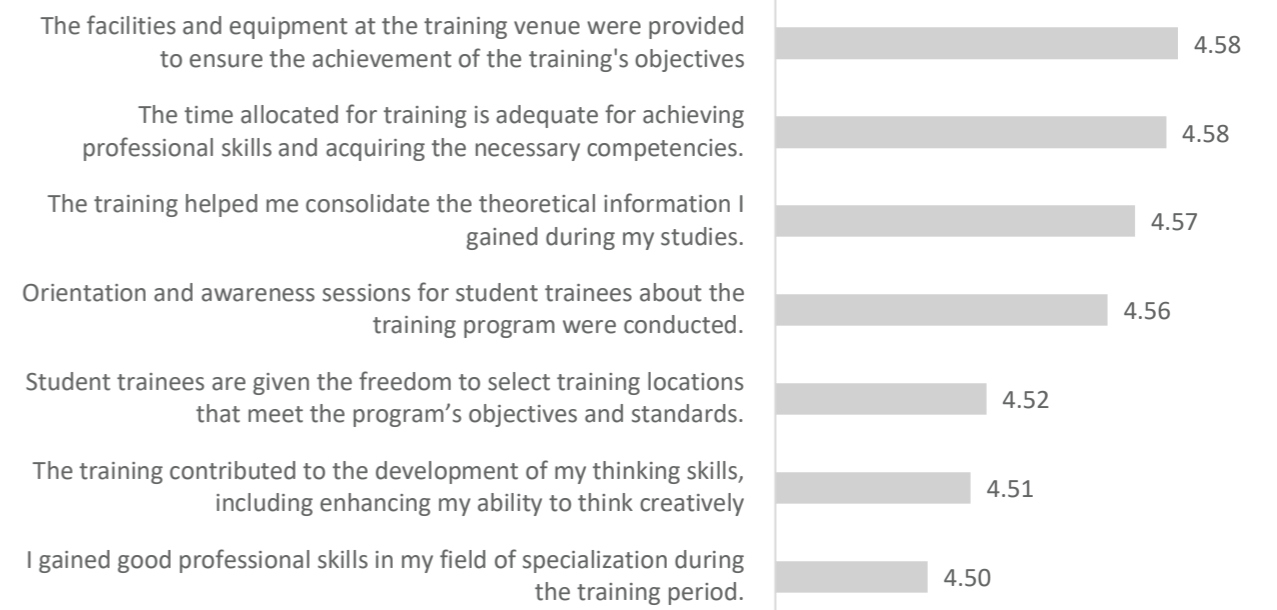 The facilities and equipment at the training venue were provided
to ensure the achievement of the training's objectives
4.58
The time allocated for training is adequate for achieving
professional skills and acquiring the necessary competencies.
4.58
The training helped me consolidate the theoretical information I
gained during my studies.
4.57
Orientation and awareness sessions for student trainees about the
training program were conducted.
4.56
Student trainees are given the freedom to select training locations
that meet the program’s objectives and standards.
4.52
The training contributed to the development of my thinking skills,
including enhancing my ability to think creatively
4.51
I gained good professional skills in my field of specialization during
the training period.
4.50